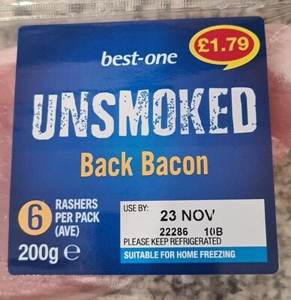 best-one
£1.79
UNSMOKED
Back Bacon
6 RASHERS
PER PACK
(AVE)
200g e
USE BY:
23 NOV
22286 10B
PLEASE KEEP REFRIGERATED
SUITABLE FOR HOME FREEZING